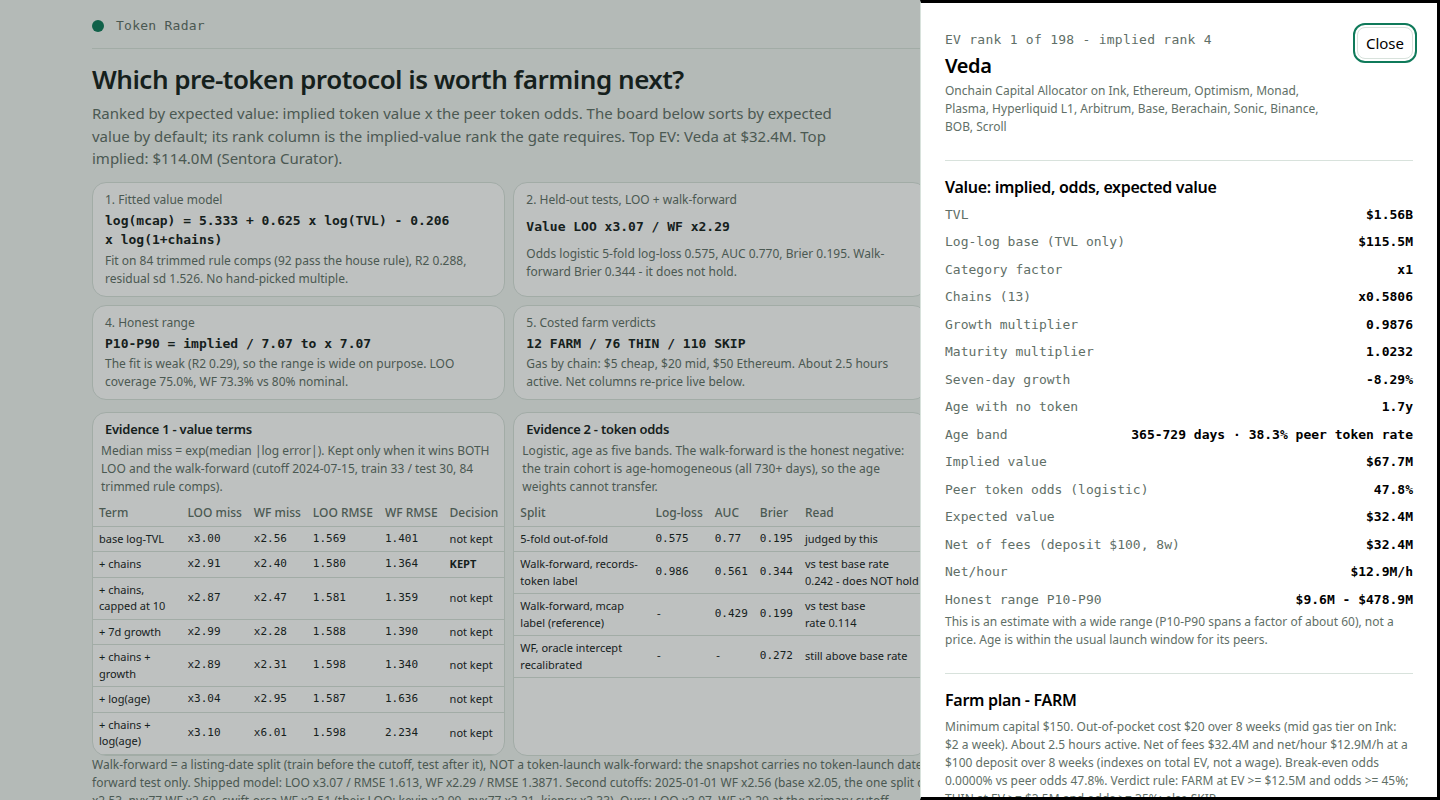 Token Radar
Which pre-token protocol is worth farming next?
Ranked by expected value: implied token value x the peer token odds. The board below sorts by expected
value by default; its rank column is the implied-value rank the gate requires. Top EV: Veda at $32.4M. Top
implied: $114.0M (Sentora Curator).
1. Fitted value model
log(mcap) = 5.333 + 0.625 x log(TVL) - 0.206
x log(1+chains)
Fit on 84 trimmed rule comps (92 pass the house rule), R2 0.288,
residual sd 1.526. No hand-picked multiple.
2. Held-out tests, LOO + walk-forward
Value LOO x3.07 / WF x2.29
Odds logistic 5-fold log-loss 0.575, AUC 0.770, Brier 0.195. Walk-
forward Brier 0.344 - it does not hold.
4. Honest range
P10-P90 = implied / 7.07 to x 7.07
The fit is weak (R2 0.29), so the range is wide on purpose. LOO
coverage 75.0%, WF 73.3% vs 80% nominal.
5. Costed farm verdicts
12 FARM / 76 THIN / 110 SKIP
Gas by chain: $5 cheap, $20 mid, $50 Ethereum. About 2.5 hours
active. Net columns re-price live below.
Evidence 1 - value terms
Median miss = exp(median |log error|). Kept only when it wins BOTH
LOO and the walk-forward (cutoff 2024-07-15, train 33 / test 30, 84
trimmed rule comps).
Term LOO miss WF miss LOO RMSE WF RMSE Decision
base log-TVL x3.00 x2.56 1.569 1.401 not kept
+ chains x2.91 x2.40 1.580 1.364 KEPT
+ chains,
capped at 10 x2.87 x2.47 1.581 1.359 not kept
+ 7d growth x2.99 x2.28 1.588 1.390 not kept
+ chains +
growth x2.89 x2.31 1.598 1.340 not kept
+ log(age) x3.04 x2.95 1.587 1.636 not kept
+ chains +
log(age) x3.10 x6.01 1.598 2.234 not kept
Evidence 2 - token odds
Logistic, age as five bands. The walk-forward is the honest negative:
the train cohort is age-homogeneous (all 730+ days), so the age
weights cannot transfer.
Split Log-loss AUC Brier Read
5-fold out-of-fold 0.575 0.77 0.195 judged by this
Walk-forward, records-
token label 0.986 0.561 0.344 vs test base rate
0.242 - does NOT hold
Walk-forward, mcap
label (reference) - 0.429 0.199 vs test base
rate 0.114
WF, oracle intercept
recalibrated - - 0.272 still above base rate
Walk-forward = a listing-date split (train before the cutoff, test after it), NOT a token-launch walk-forward: the snapshot carries no token-launch date
forward test only. Shipped model: LOO x3.07 / RMSE 1.613, WF x2.29 / RMSE 1.3871. Second cutoffs: 2025-01-01 WF x2.56 (base x2.05, the one split
EV rank 1 of 198 - implied rank 4
Close
Veda
Onchain Capital Allocator on Ink, Ethereum, Optimism, Monad,
Plasma, Hyperliquid L1, Arbitrum, Base, Berachain, Sonic, Binance,
BOB, Scroll
Value: implied, odds, expected value
TVL $1.56B
Log-log base (TVL only) $115.5M
Category factor x1
Chains (13) x0.5806
Growth multiplier 0.9876
Maturity multiplier 1.0232
Seven-day growth -8.29%
Age with no token 1.7y
Age band 365-729 days · 38.3% peer token rate
Implied value $67.7M
Peer token odds (logistic) 47.8%
Expected value $32.4M
Net of fees (deposit $100, 8w) $32.4M
Net/hour $12.9M/h
Honest range P10-P90 $9.6M - $478.9M
This is an estimate with a wide range (P10-P90 spans a factor of about 60), not a
price. Age is within the usual launch window for its peers.
Farm plan - FARM
Minimum capital $150. Out-of-pocket cost $20 over 8 weeks (mid gas tier on Ink:
$2 a week). About 2.5 hours active. Net of fees $32.4M and net/hour $12.9M/h at a
$100 deposit over 8 weeks (indexes on total EV, not a wage). Break-even odds
0.0000% vs peer odds 47.8%. Verdict rule: FARM at EV >= $12.5M and odds >= 45%;